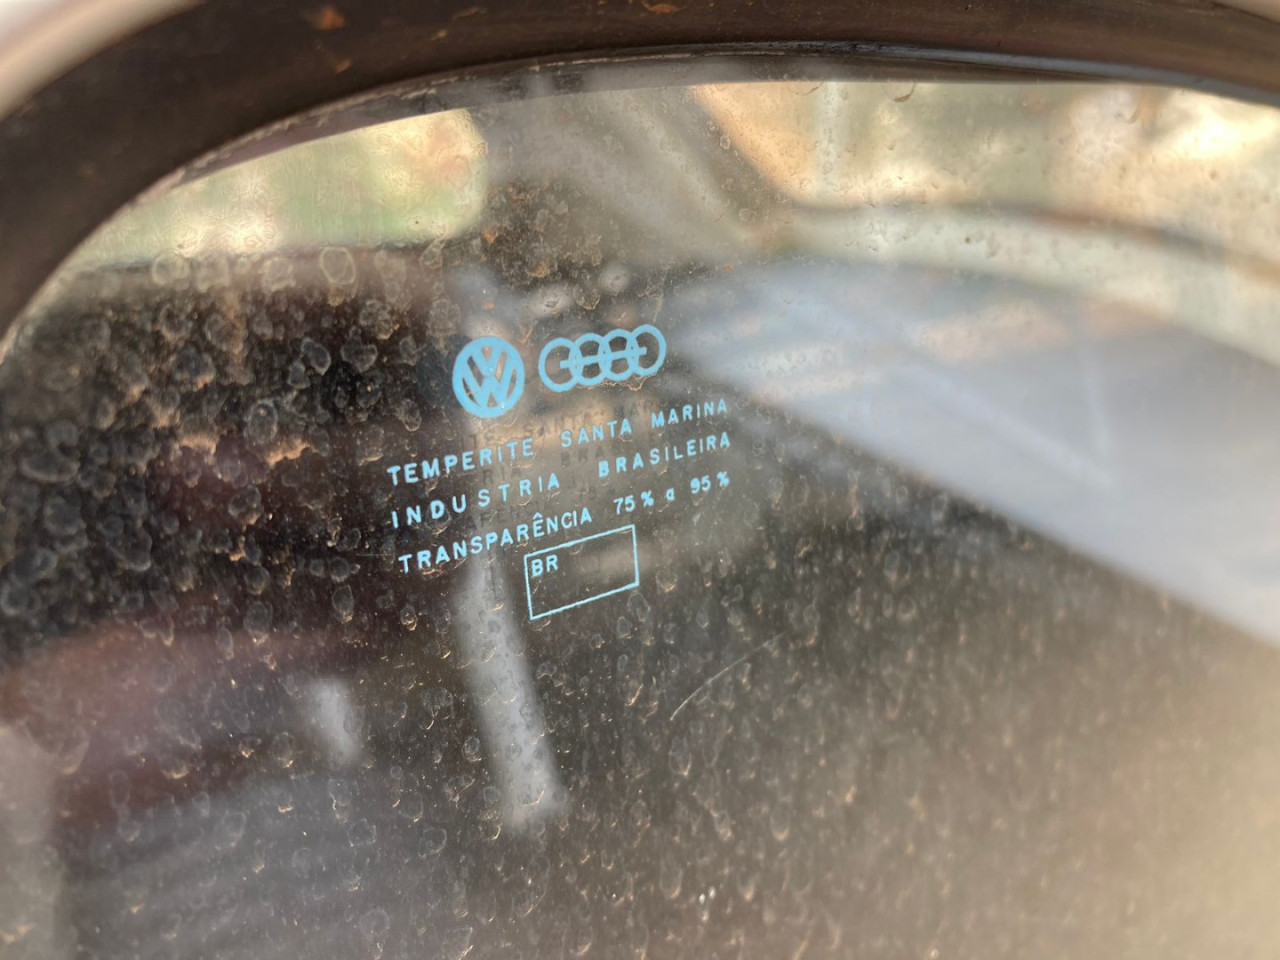 TEMPERITE SANTA MARINA
INDUSTRIA BRASILEIRA
TRANSPARÊNCIA 75% a 95%
BR